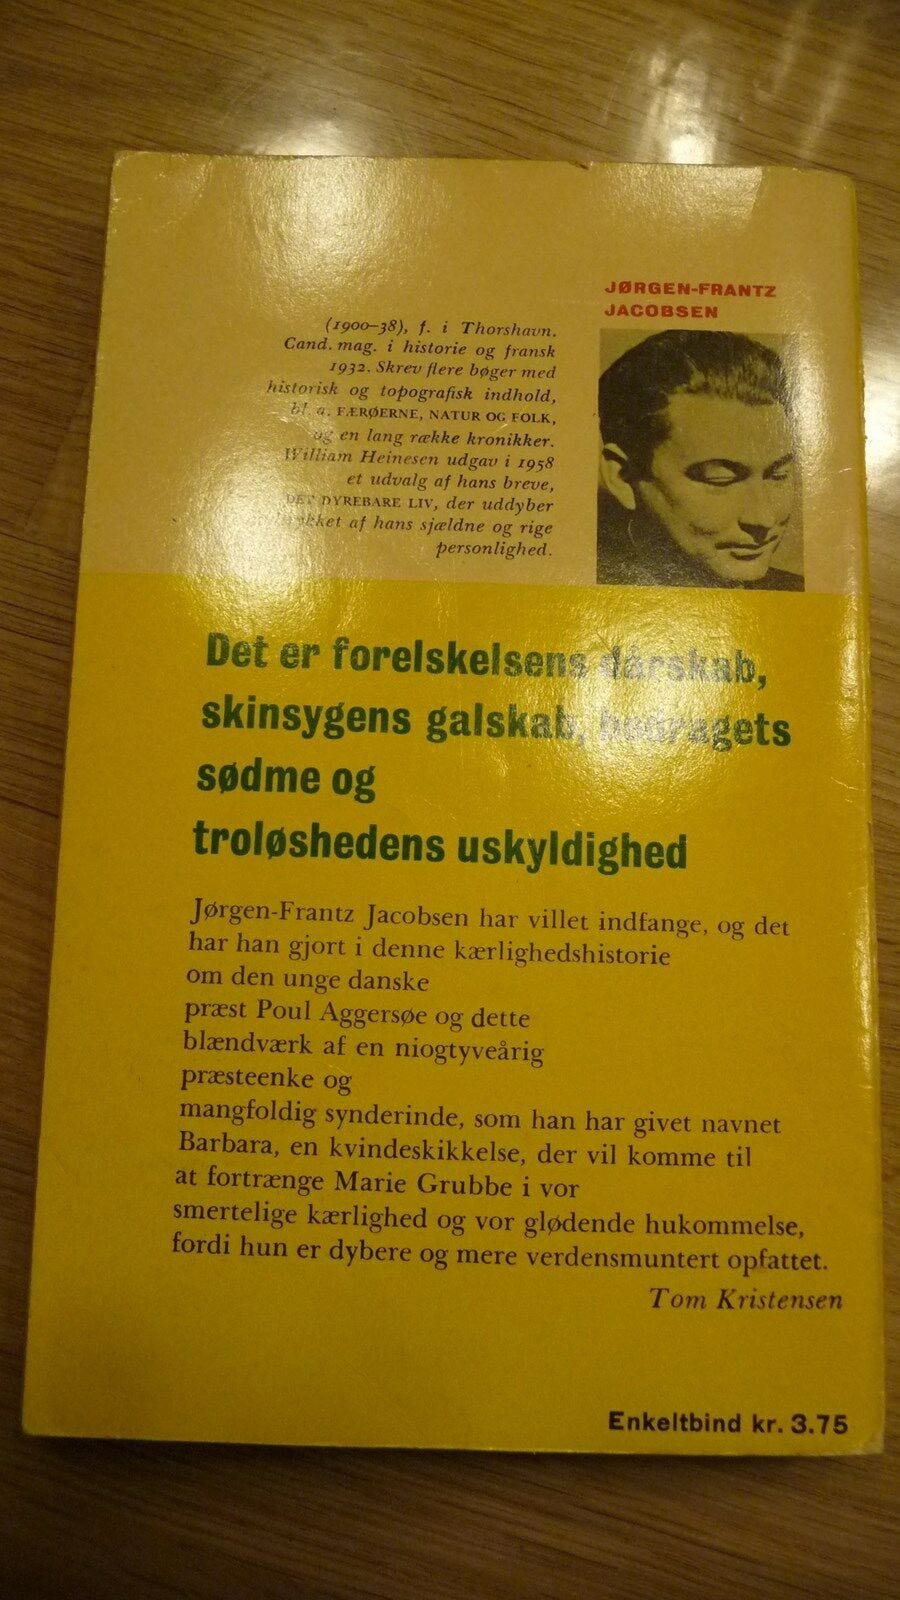 JØRGEN-FRANTZ
JACOBSEN
(1900–38), f. i Thorshavn.
Cand. mag. i historie og fransk
1932. Skrev flere bøger med
historisk og topografisk indhold,
bl. a. FÆRØERNE, NATUR OG FOLK,
og en lang række kronikker.
William Heinesen udgav i 1958
et udvalg af hans breve,
DET DYREBARE LIV, der uddyber
af hans sjældne og rige
personlighed.
Det er forelskelsens dårskab,
skinsygens galskab, bedragets
sødme og
troløshedens uskyldighed
Jørgen-Frantz Jacobsen har villet indfange, og det
har han gjort i denne kærlighedshistorie
om den unge danske
præst Poul Aggersøe og dette
blændværk af en niogtyveårig
præsteenke og
mangfoldig synderinde, som han har givet navnet
Barbara, en kvindeskikkelse, der vil komme til
at fortrænge Marie Grubbe i vor
smertelige kærlighed og vor glødende hukommelse,
fordi hun er dybere og mere verdensmuntert opfattet.
Tom Kristensen
Enkeltbind kr. 3.75